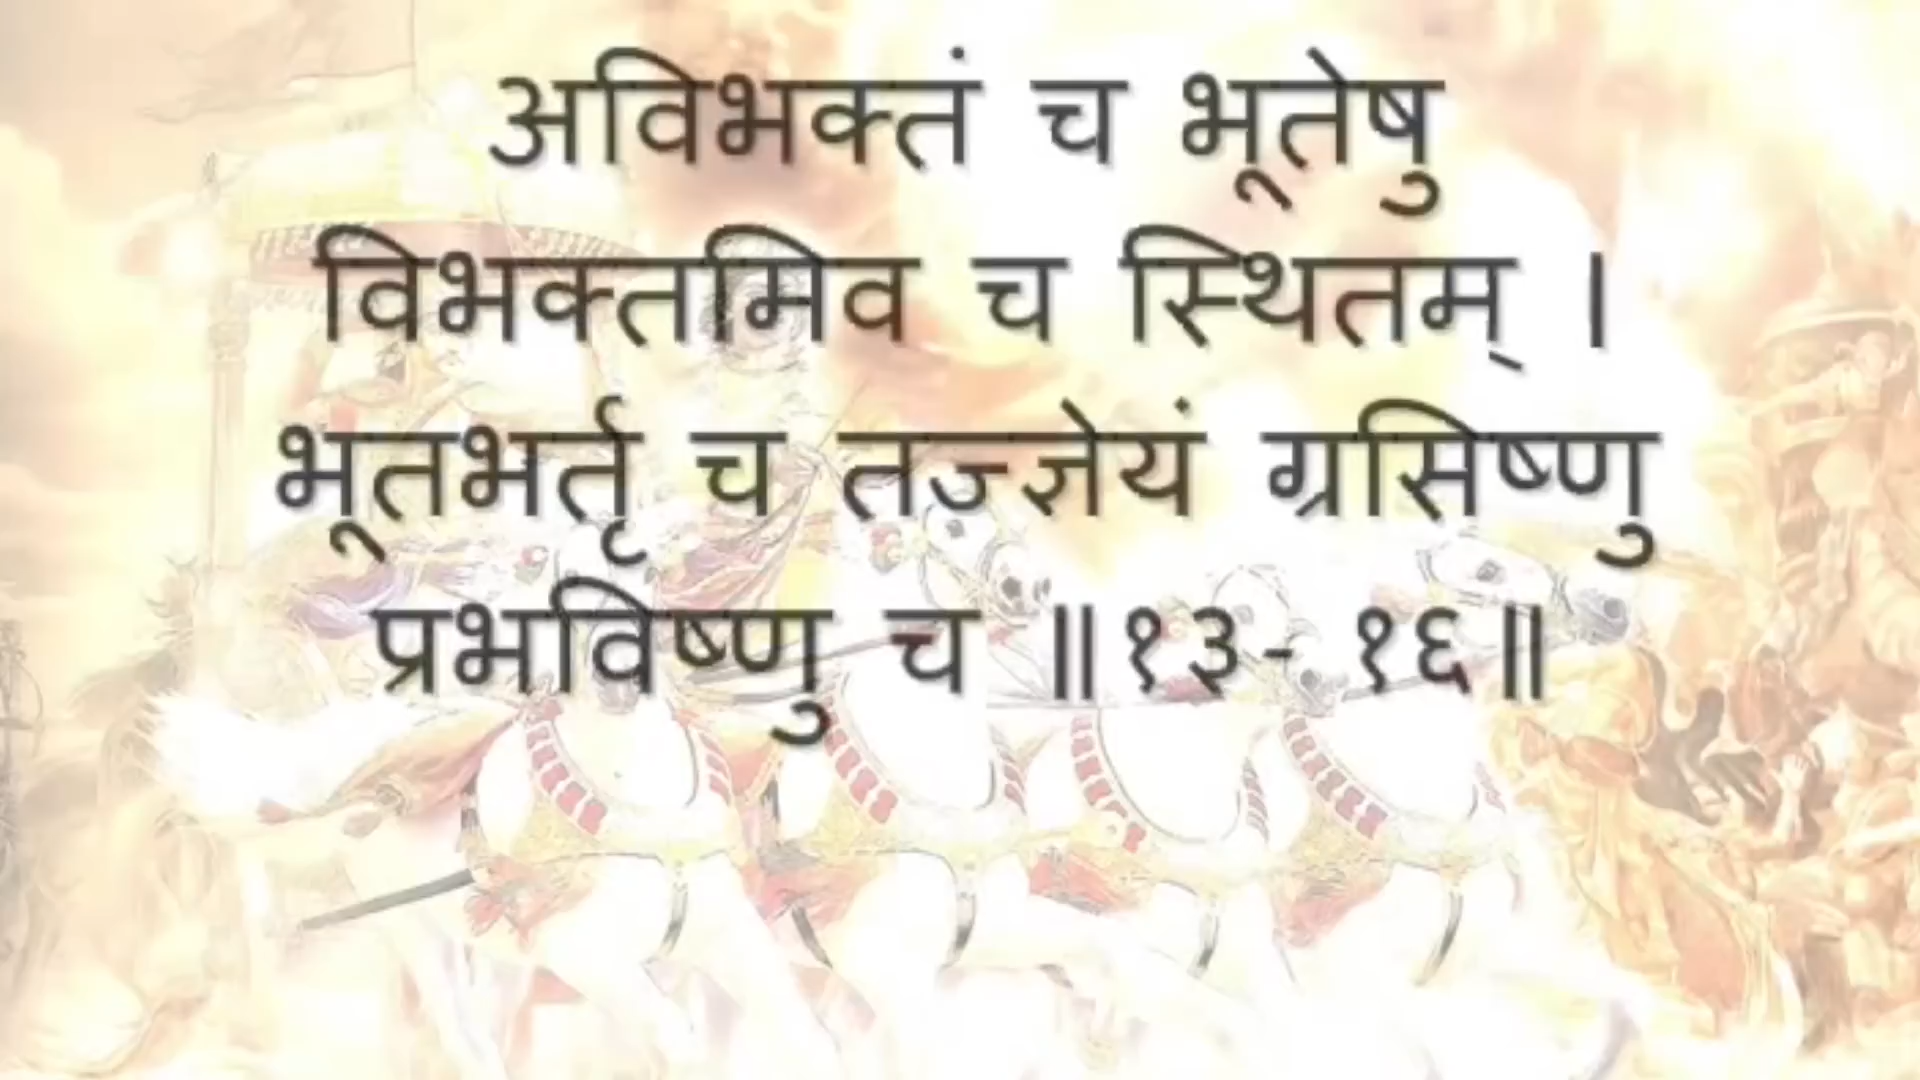 अविभक्तं च भूतेषु
विभक्तमिव च स्थितम् ।
भूतभर्तृ च तज्ज्ञेयं ग्रसिष्णु
प्रभविष्णु च ॥१३- १६॥